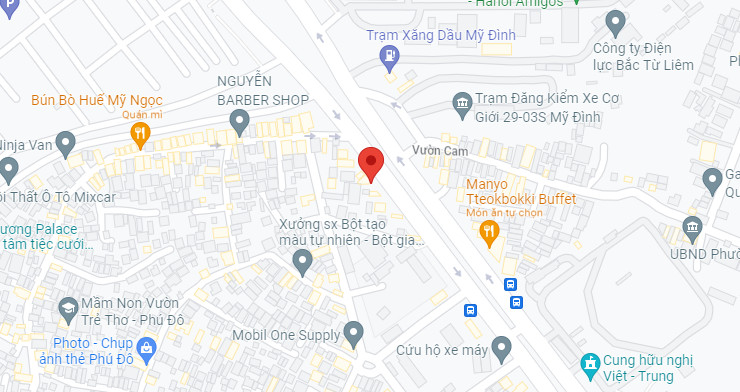 Hanoi Amigos
Trạm Xăng Dầu Mỹ Đình
Công ty Điện
lực Bắc Từ Liêm
NGUYỄN
BARBER SHOP
Bún Bò Huế Mỹ Ngọc
Quán mì
Trạm Đăng Kiểm Xe Cơ
Giới 29-03S Mỹ Đình
Ninja Van
Vườn Cam
Manyo
Tteokbokki Buffet
Món ăn tự chọn
ội Thất Ô Tô Mixcar
ương Palace
tâm tiệc cưới...
Xưởng sx Bột tạo
màu tự nhiên - Bột gia...
UBND Phườ
Mầm Non Vườn
Trẻ Thơ - Phú Đô
Photo - Chụp
ảnh thẻ Phú Đô
Mobil One Supply
Cứu hộ xe máy
Cung hữu nghị
Việt - Trung